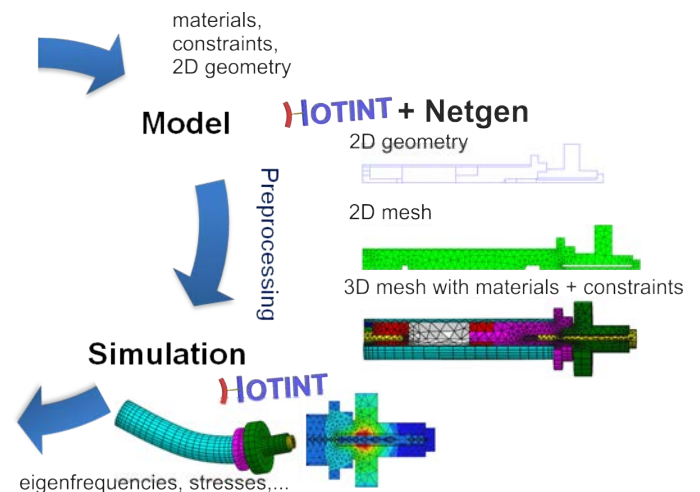 materials,
constraints,
2D geometry
Model
HOTINT + Netgen
2D geometry
Preprocessing
2D mesh
3D mesh with materials + constraints
Simulation
HOTINT
eigenfrequencies, stresses,...